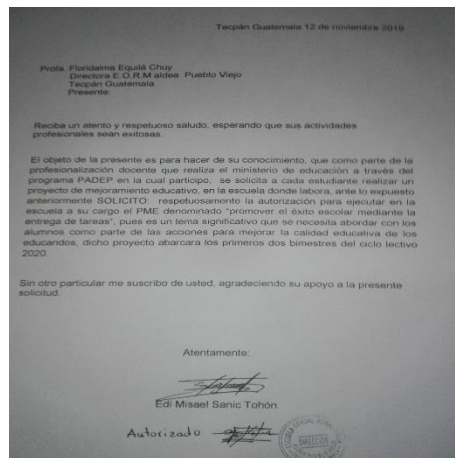 Tecpán Guatemala 12 de noviembre 2019
Profa. Floridalma Equilá Chuy
Directora E.O.R.M aldea Pueblo Viejo
Tecpán Guatemala
Presente:
Reciba un atento y respetuoso saludo, esperando que sus actividades
profesionales sean exitosas.
El objeto de la presente es para hacer de su conocimiento, que como parte de la
profesionalización docente que realiza el ministerio de educación a través del
programa PADEP en la cual participo, se solicita a cada estudiante realizar un
proyecto de mejoramiento educativo, en la escuela donde labora, ante lo expuesto
anteriormente SOLICITO: respetuosamente la autorización para ejecutar en la
escuela a su cargo el PME denominado "promover el éxito escolar mediante la
entrega de tareas", pues es un tema significativo que se necesita abordar con los
alumnos como parte de las acciones para mejorar la calidad educativa de los
educandos, dicho proyecto abarcara los primeros dos bimestres del ciclo lectivo
2020.
Sin otro particular me suscribo de usted, agradeciendo su apoyo a la presente
solicitud.
Atentamente:
Edi Misael Sanic Tohón
Autorizado
DIRECCION